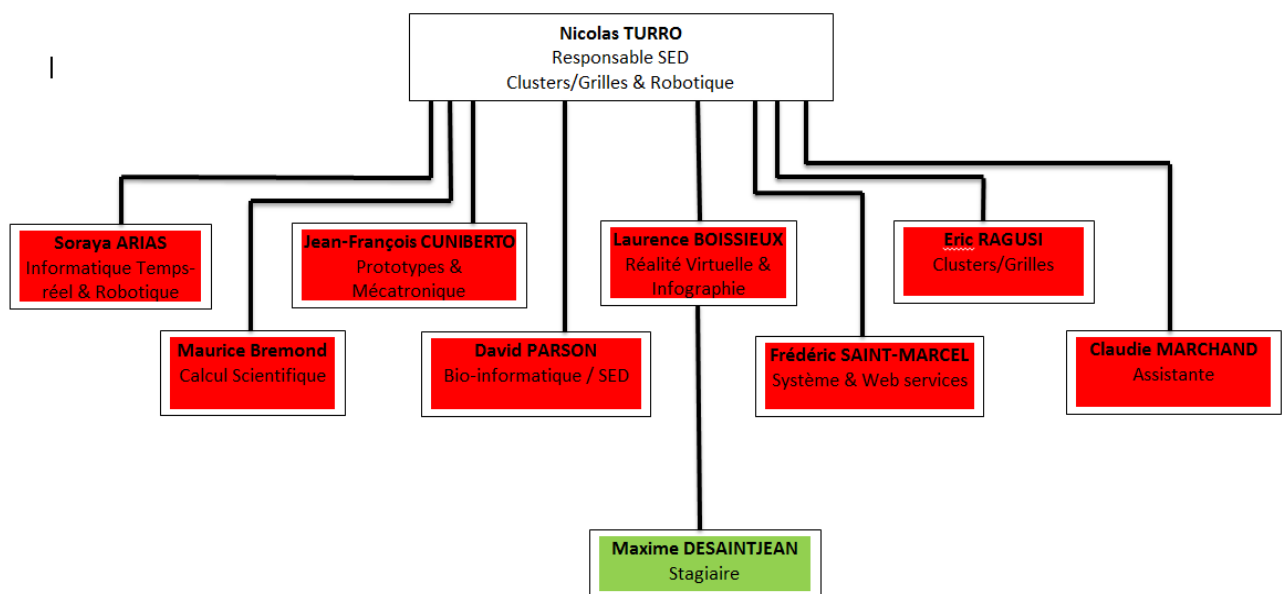 Nicolas TURRO
Responsable SED
Clusters/Grilles & Robotique
Soraya ARIAS
Informatique Temps-
réel & Robotique
Jean-François CUNIBERTO
Prototypes &
Mécatronique
Laurence BOISSIEUX
Réalité Virtuelle &
Infographie
Eric RAGUSI
Clusters/Grilles
Maurice Bremond
Calcul Scientifique
David PARSON
Bio-informatique / SED
Frédéric SAINT-MARCEL
Système & Web services
Claudie MARCHAND
Assistante
Maxime DESAINTJEAN
Stagiaire